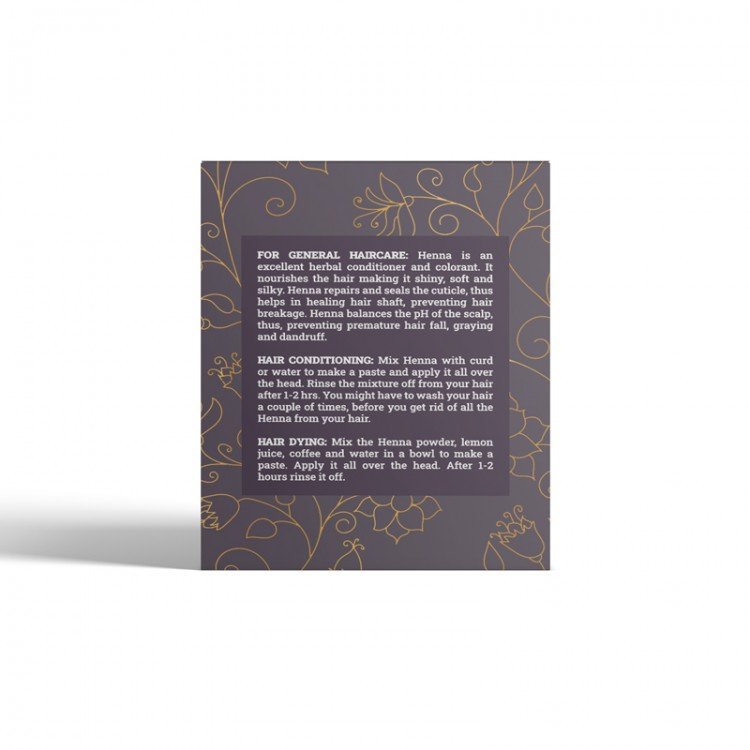 FOR GENERAL HAIRCARE: Henna is an
excellent herbal conditioner and colorant. It
nourishes the hair making it shiny, soft and
silky. Henna repairs and seals the cuticle, thus
helps in healing hair shaft, preventing hair
breakage. Henna balances the pH of the scalp,
thus, preventing premature hair fall, graying
and dandruff.
HAIR CONDITIONING: Mix Henna with curd
or water to make a paste and apply it all over
the head. Rinse the mixture off from your hair
after 1-2 hrs. You might have to wash your hair
a couple of times, before you get rid of all the
Henna from your hair.
HAIR DYING: Mix the Henna powder, lemon
juice, coffee and water in a bowl to make a
paste. Apply it all over the head. After 1-2
hours rinse it off.